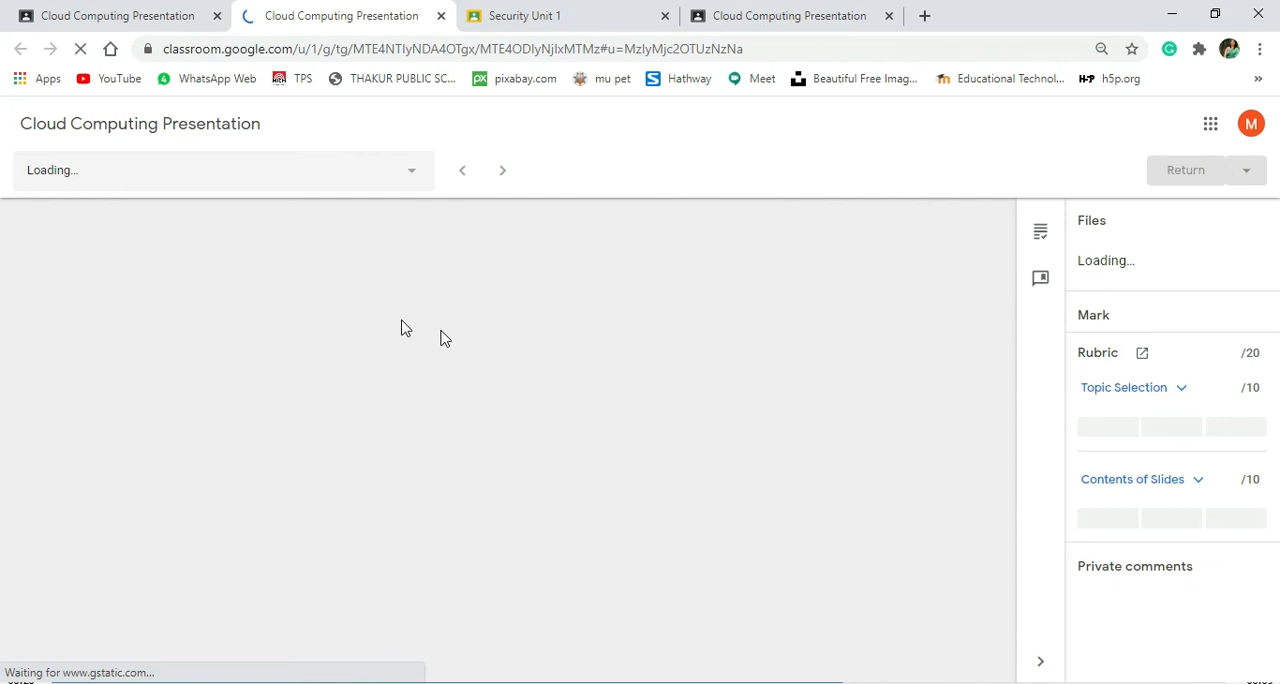 Cloud Computing Presentation
Cloud Computing Presentation
Security Unit 1
Cloud Computing Presentation
classroom.google.com/u/1/g/tg/MTE4NTIyNDA4OTgx/MTE4ODIyNjIxMTMz#u=MzIyMjc2OTUzNzNa
Apps YouTube WhatsApp Web TPS THAKUR PUBLIC SC... pixabay.com mu pet Hathway Meet Beautiful Free Imag... Educational Technol... H5P h5p.org
Cloud Computing Presentation
M
Loading...
Return
Files
Loading...
Mark
Rubric /20
Topic Selection /10
Contents of Slides /10
Private comments
Waiting for www.gstatic.com...